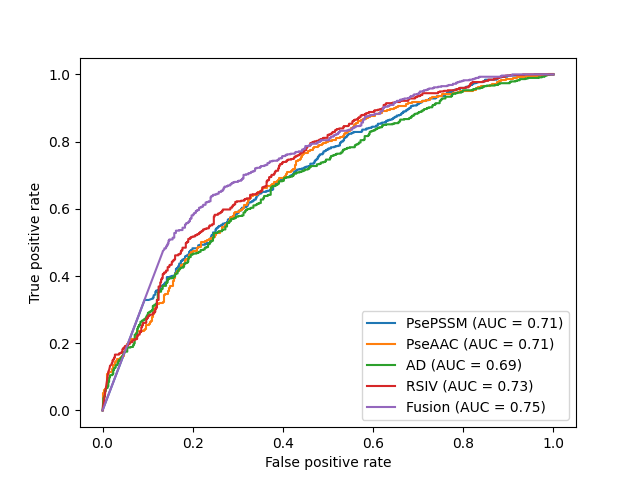 1.0
0.8
0.6
0.4
0.2
0.0
True positive rate
0.0 0.2 0.4 0.6 0.8 1.0
False positive rate
PsePSSM (AUC = 0.71)
PseAAC (AUC = 0.71)
AD (AUC = 0.69)
RSIV (AUC = 0.73)
Fusion (AUC = 0.75)